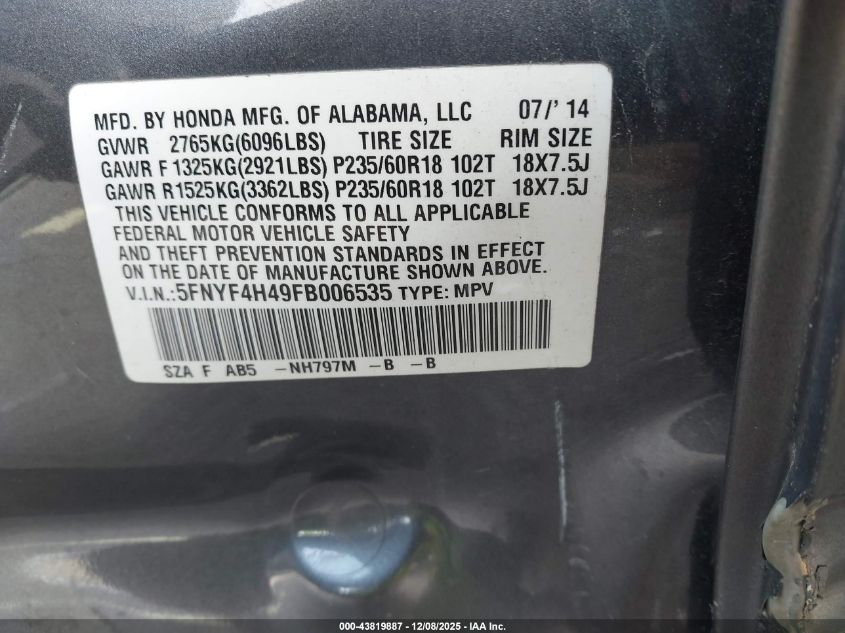 MFD. BY HONDA MFG. OF ALABAMA, LLC 07/' 14
GVWR 2765KG(6096LBS) TIRE SIZE RIM SIZE
GAWR F 1325KG(2921LBS) P235/60R18 102T 18X7.5J
GAWR R1525KG(3362LBS) P235/60R18 102T 18X7.5J
THIS VEHICLE CONFORMS TO ALL APPLICABLE
FEDERAL MOTOR VEHICLE SAFETY
AND THEFT PREVENTION STANDARDS IN EFFECT
ON THE DATE OF MANUFACTURE SHOWN ABOVE.
V.I.N.:5FNYF4H49FB006535 TYPE: MPV
SZA F AB5 -NH797M -B -B
000-43819887 - 12/08/2025 - IAA Inc.